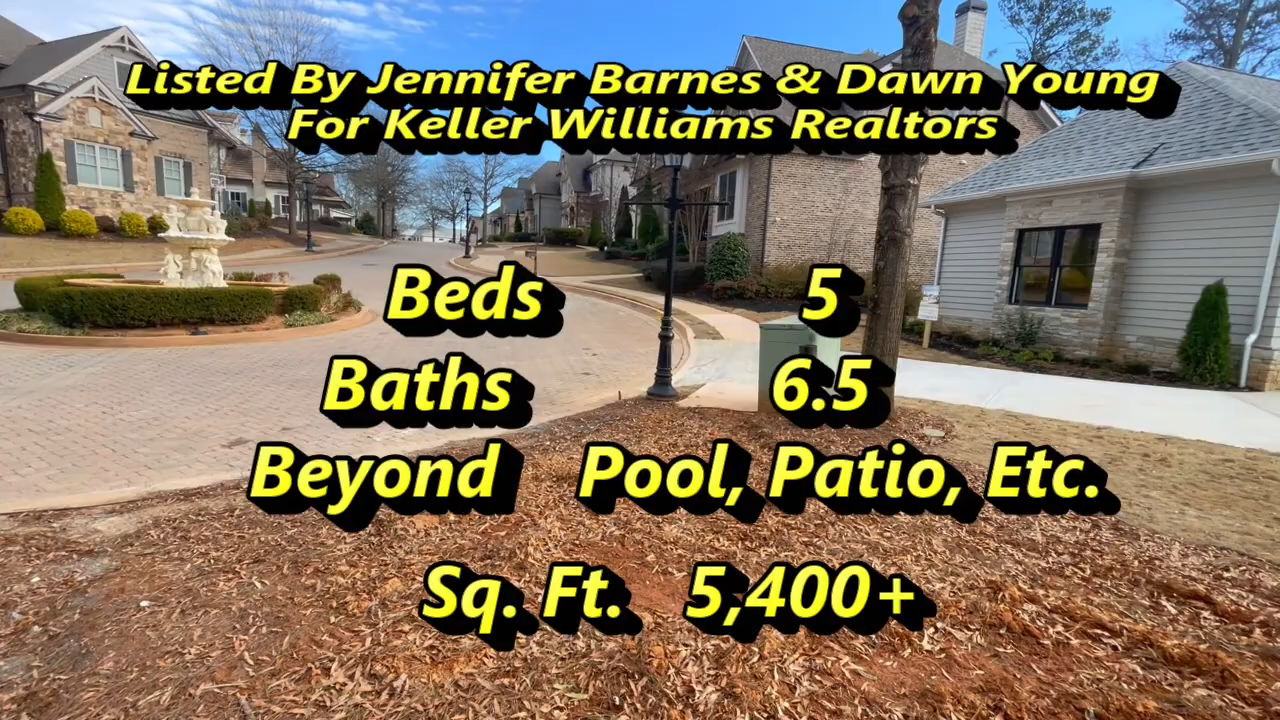 Listed By Jennifer Barnes & Dawn Young
For Keller Williams Realtors
Beds 5
Baths 6.5
Beyond Pool, Patio, Etc.
Sq. Ft. 5,400+